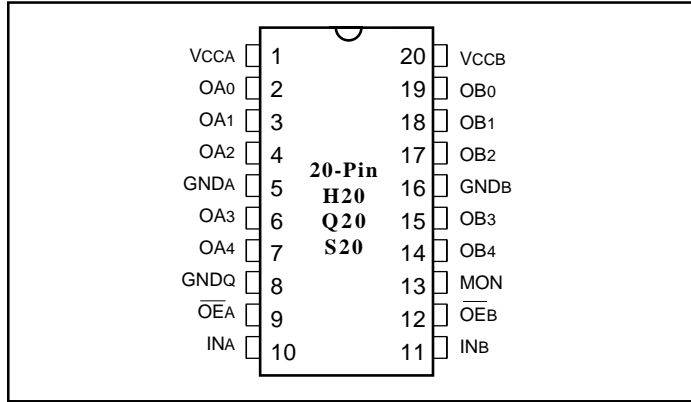 VCCA 1 20 VCCB
OA0 2 19 OB0
OA1 3 18 OB1
OA2 4 17 OB2
GNDA 5 16 GNDB
OA3 6 15 OB3
OA4 7 14 OB4
GNDQ 8 13 MON
O̅E̅A 9 12 O̅E̅B
INA 10 11 INB
20-Pin
H20
Q20
S20